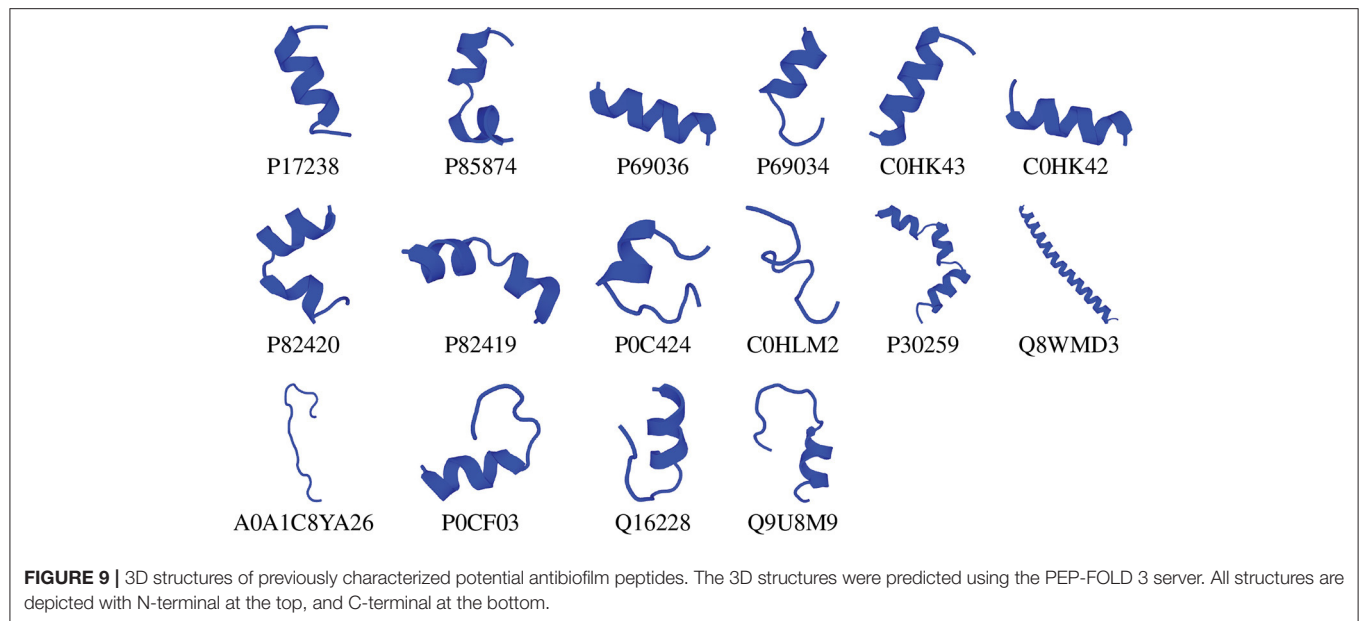 P17238 P85874 P69036 P69034 C0HK43 C0HK42
P82420 P82419 P0C424 C0HLM2 P30259 Q8WMD3
A0A1C8YA26 P0CF03 Q16228 Q9U8M9
FIGURE 9 | 3D structures of previously characterized potential antibiofilm peptides. The 3D structures were predicted using the PEP-FOLD 3 server. All structures are
depicted with N-terminal at the top, and C-terminal at the bottom.